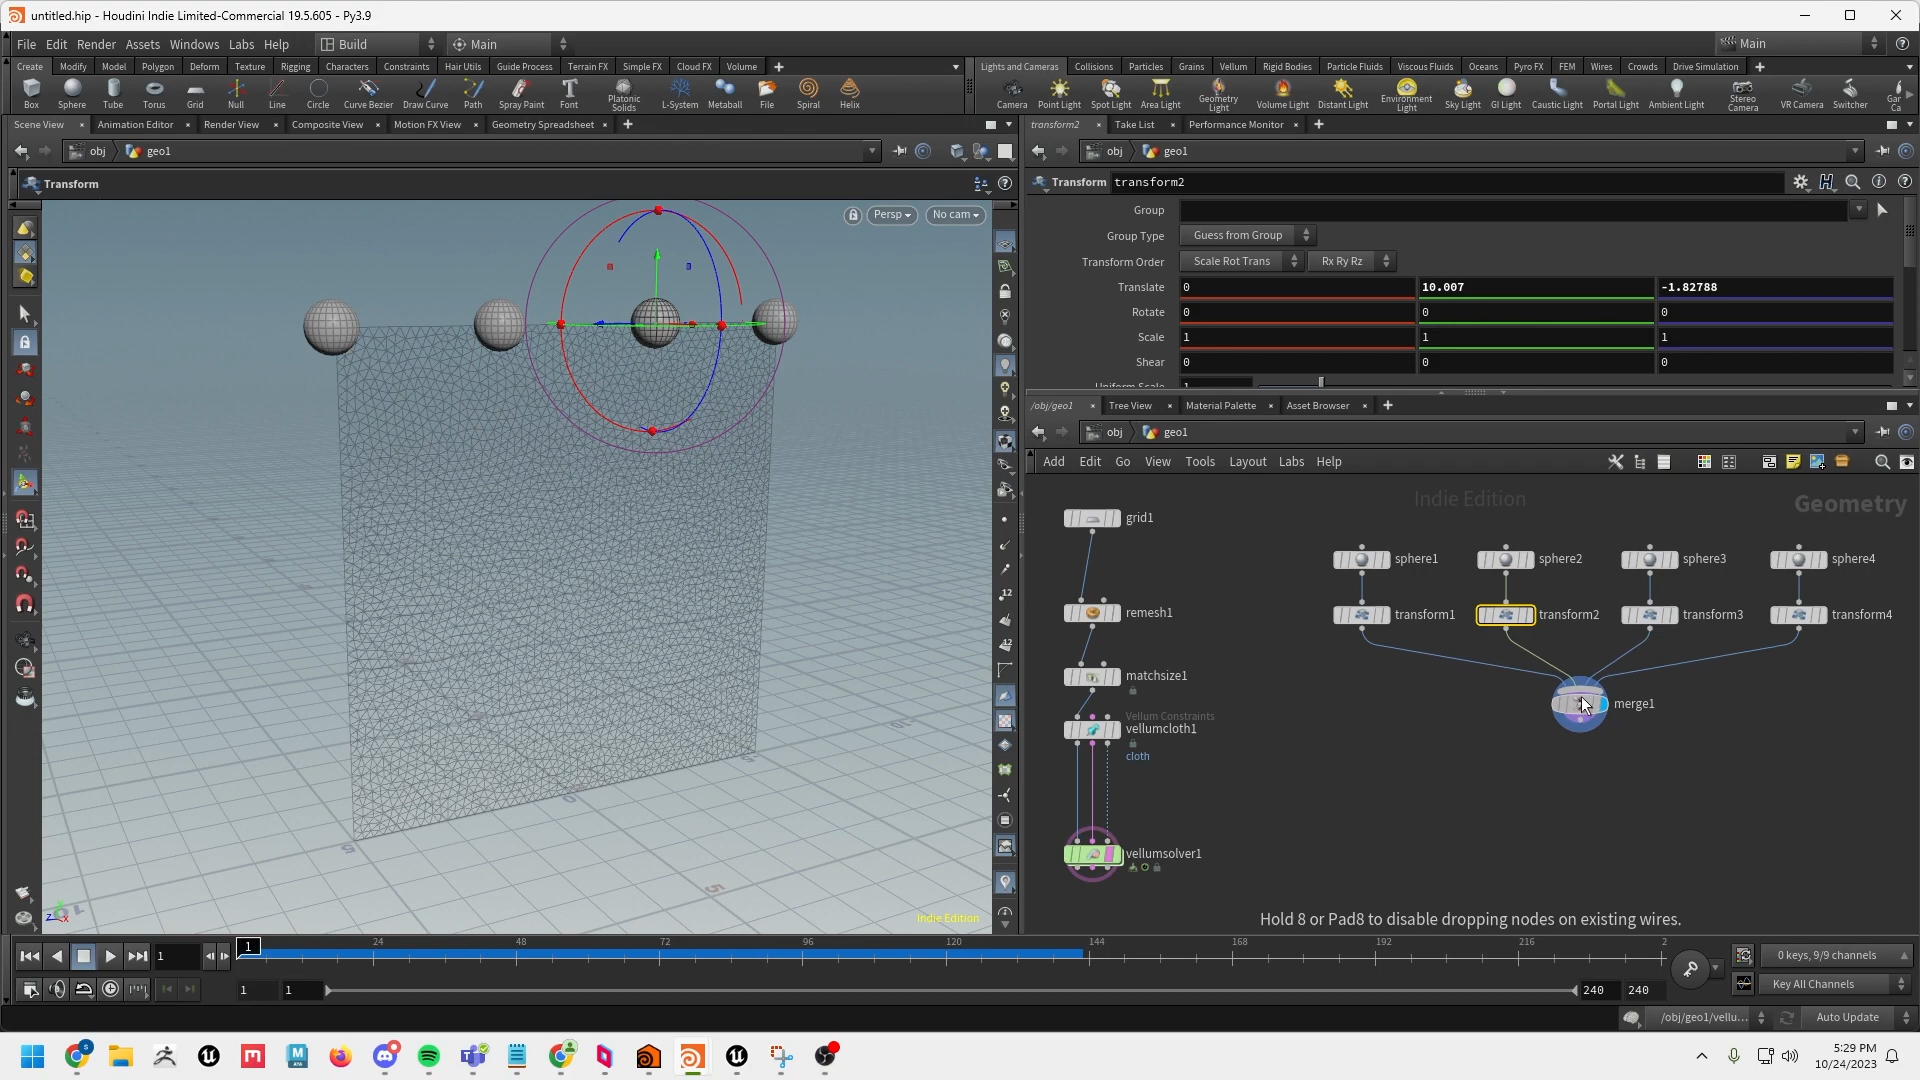 untitled.hip - Houdini Indie Limited-Commercial 19.5.605 - Py3.9
File Edit Render Assets Windows Labs Help Build Main Main
Create Modify Model Polygon Deform Texture Rigging Characters Constraints Hair Utils Guide Process Terrain FX Simple FX Cloud FX Volume
Lights and Cameras Collisions Particles Grains Vellum Rigid Bodies Particle Fluids Viscous Fluids Oceans Pyro FX FEM Wires Crowds Drive Simulation
Box Sphere Tube Torus Grid Null Line Circle Curve Bezier Draw Curve Path Spray Paint Font Platonic Solids L-System Metaball File Spiral Helix
Camera Point Light Spot Light Area Light Geometry Light Volume Light Distant Light Environment Light Sky Light GI Light Caustic Light Portal Light Ambient Light Stereo Camera VR Camera Switcher
Scene View Animation Editor Render View Composite View Motion FX View Geometry Spreadsheet
transform2 Take List Performance Monitor
obj geo1
obj geo1
Transform
Transform transform2
Persp No cam
Group
Group Type Guess from Group
Transform Order Scale Rot Trans Rx Ry Rz
Translate 0 10.007 -1.82788
Rotate 0 0 0
Scale 1 1 1
Shear 0 0 0
Uniform Scale 1
/obj/geo1 Tree View Material Palette Asset Browser
obj geo1
Add Edit Go View Tools Layout Labs Help
Indie Edition
Geometry
grid1
sphere1 sphere2 sphere3 sphere4
remesh1
transform1 transform2 transform3 transform4
matchsize1
merge1
Vellum Constraints
vellumcloth1
cloth
vellumsolver1
Hold 8 or Pad8 to disable dropping nodes on existing wires.
Indie Edition
1 1 24 48 72 96 120 144 168 192 216 2
0 keys, 9/9 channels
1 1 240 240
Key All Channels
/obj/geo1/vellu... Auto Update
5:29 PM
10/24/2023